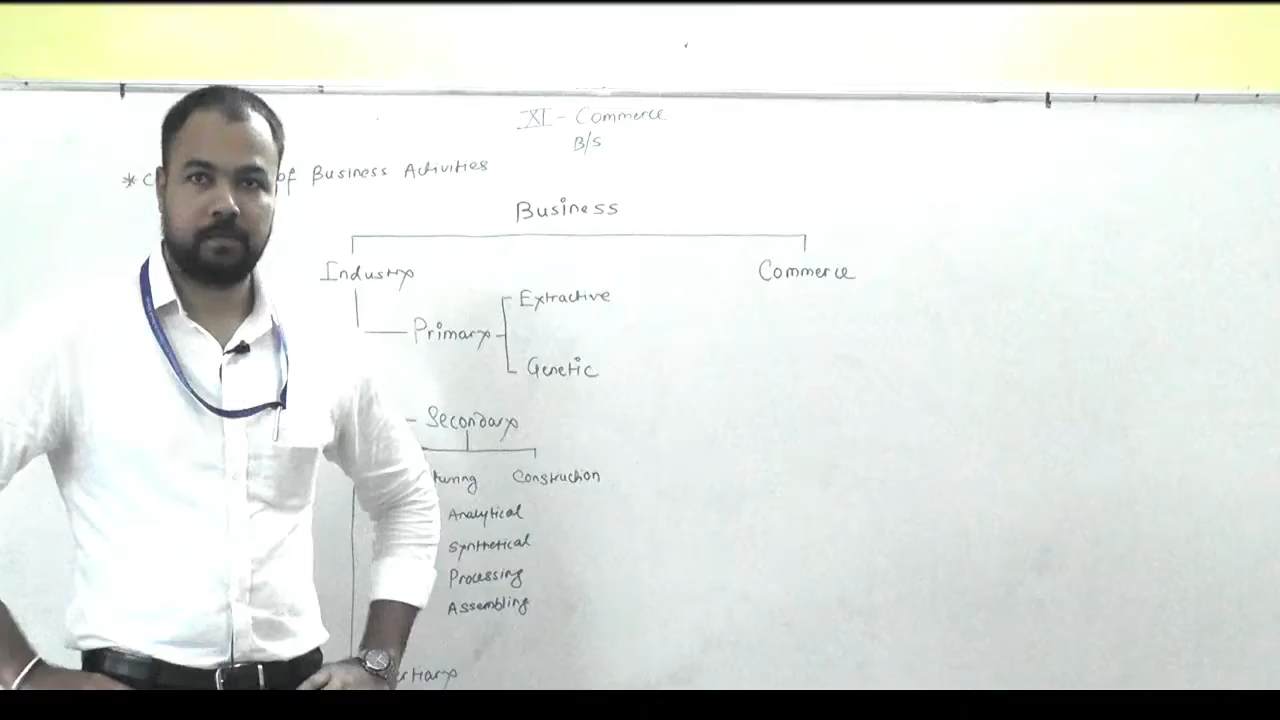 XI - Commerce
B/S
* of Business Activities
Business
Industry Commerce
Extractive
Primary
Genetic
Secondary
Construction
Analytical
Synthetical
Processing
Assembling